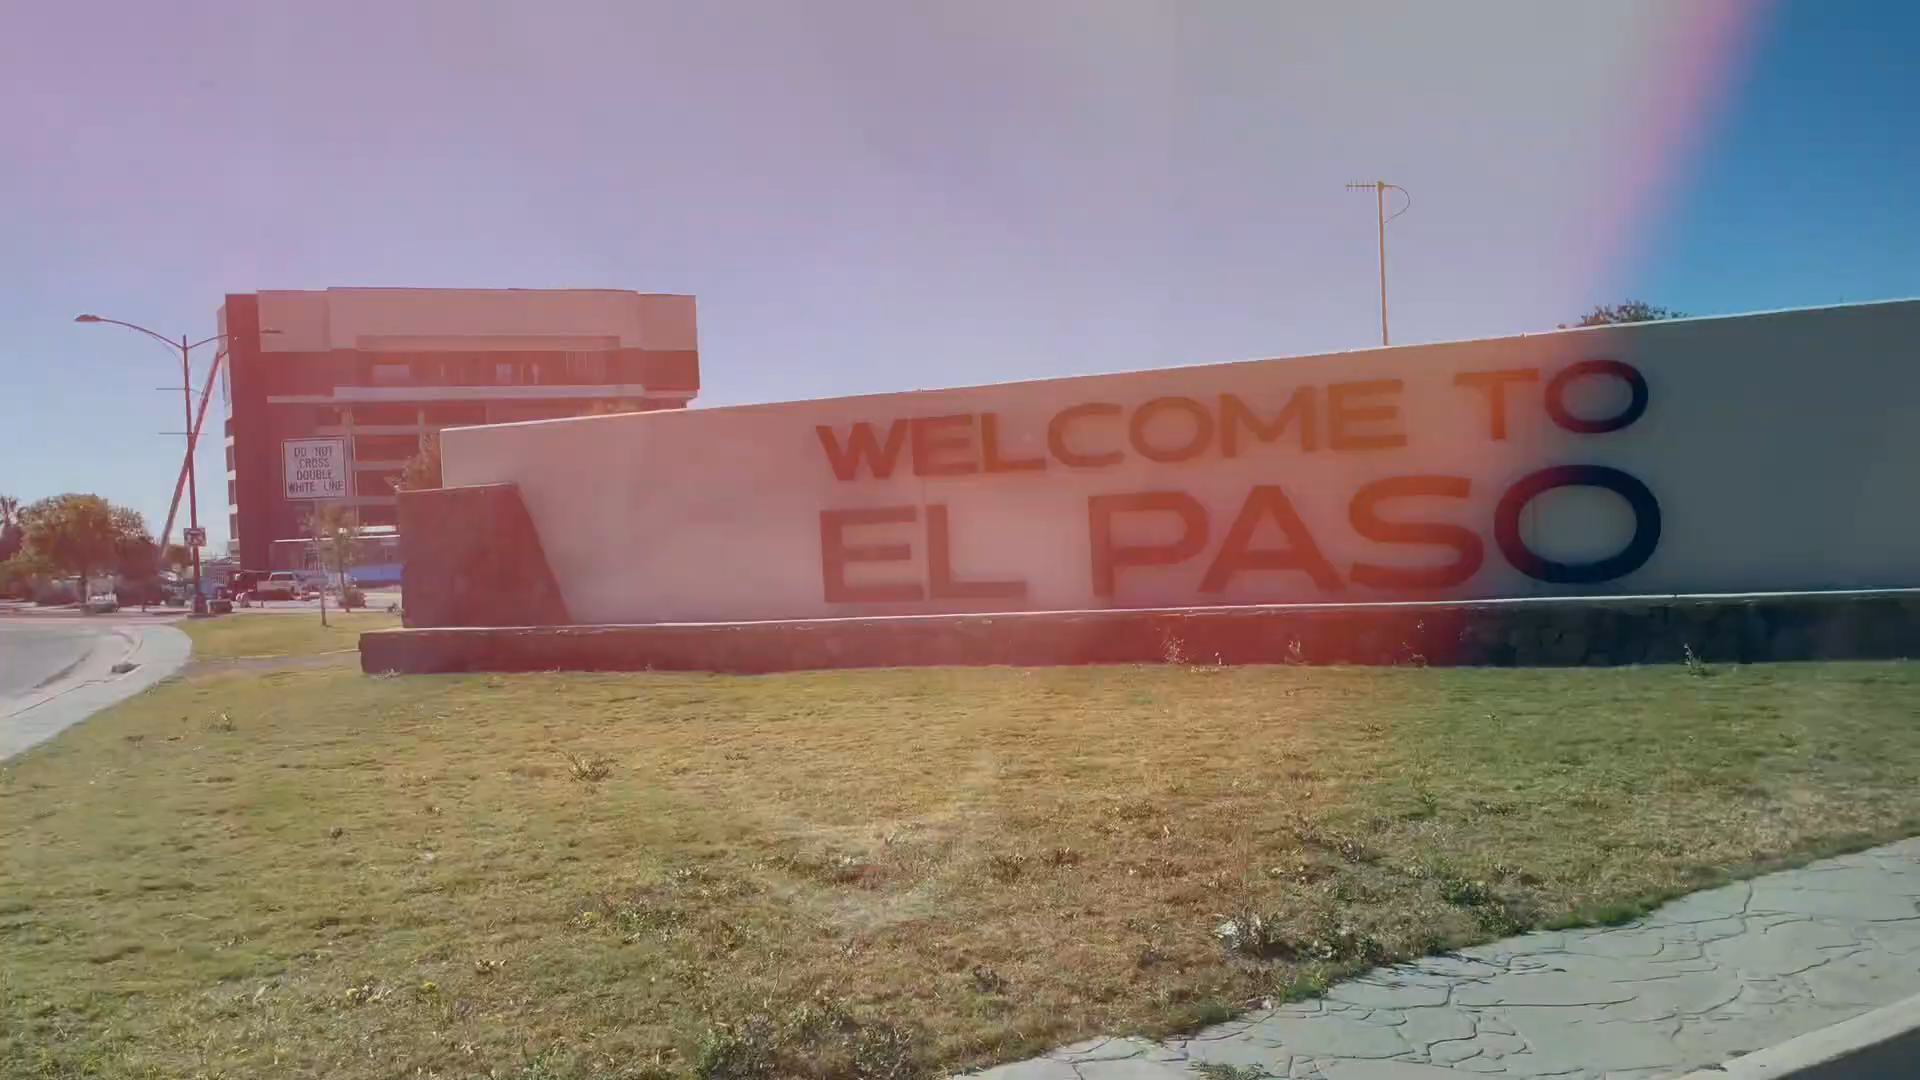 WELCOME TO
EL PASO
DO NOT
CROSS
DOUBLE
WHITE LINE